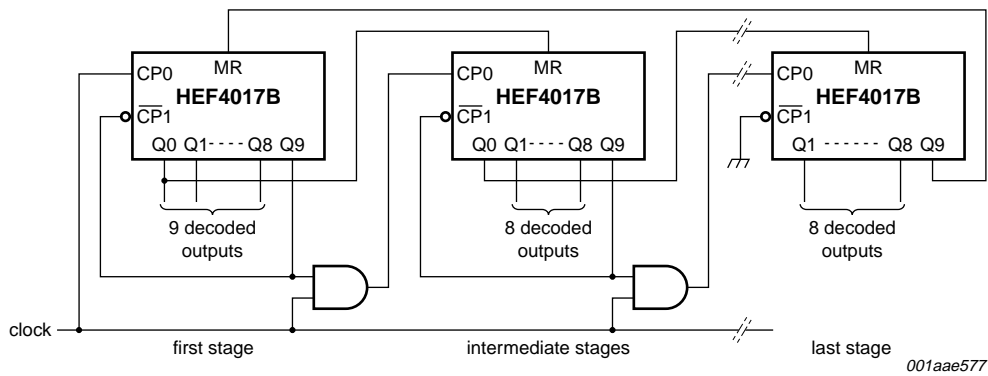 MR
CP0
HEF4017B
CP1
Q0 Q1 - - - - Q8 Q9
9 decoded
outputs
MR
CP0
HEF4017B
CP1
Q0 Q1 - - - - Q8 Q9
8 decoded
outputs
MR
CP0
HEF4017B
CP1
Q1 - - - - - - Q8 Q9
8 decoded
outputs
clock
first stage
intermediate stages
last stage
001aae577